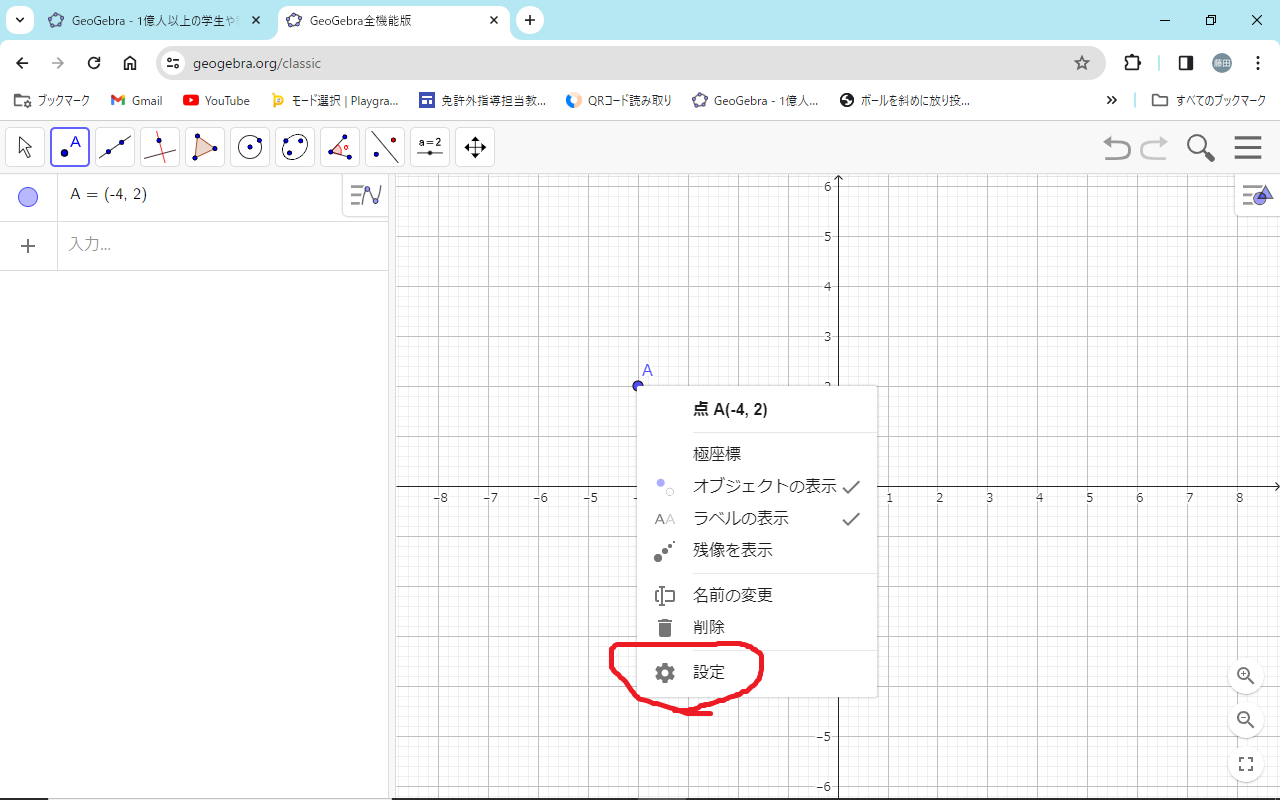 GeoGebra - 1億人以上の学生や
GeoGebra全機能版
geogebra.org/classic
藤田
ブックマーク
Gmail
YouTube
モード選択 | Playgra...
免許外指導担当教...
QRコード読み取り
GeoGebra - 1億人...
ボールを斜めに放り投...
すべてのブックマーク
A
a=2
A = (-4, 2)
入力...
6
5
4
3
A
点 A(-4, 2)
極座標
オブジェクトの表示
AA ラベルの表示
残像を表示
名前の変更
削除
設定
–8 –7 –6 –5 1 2 3 4 5 6 7 8
–5
–6